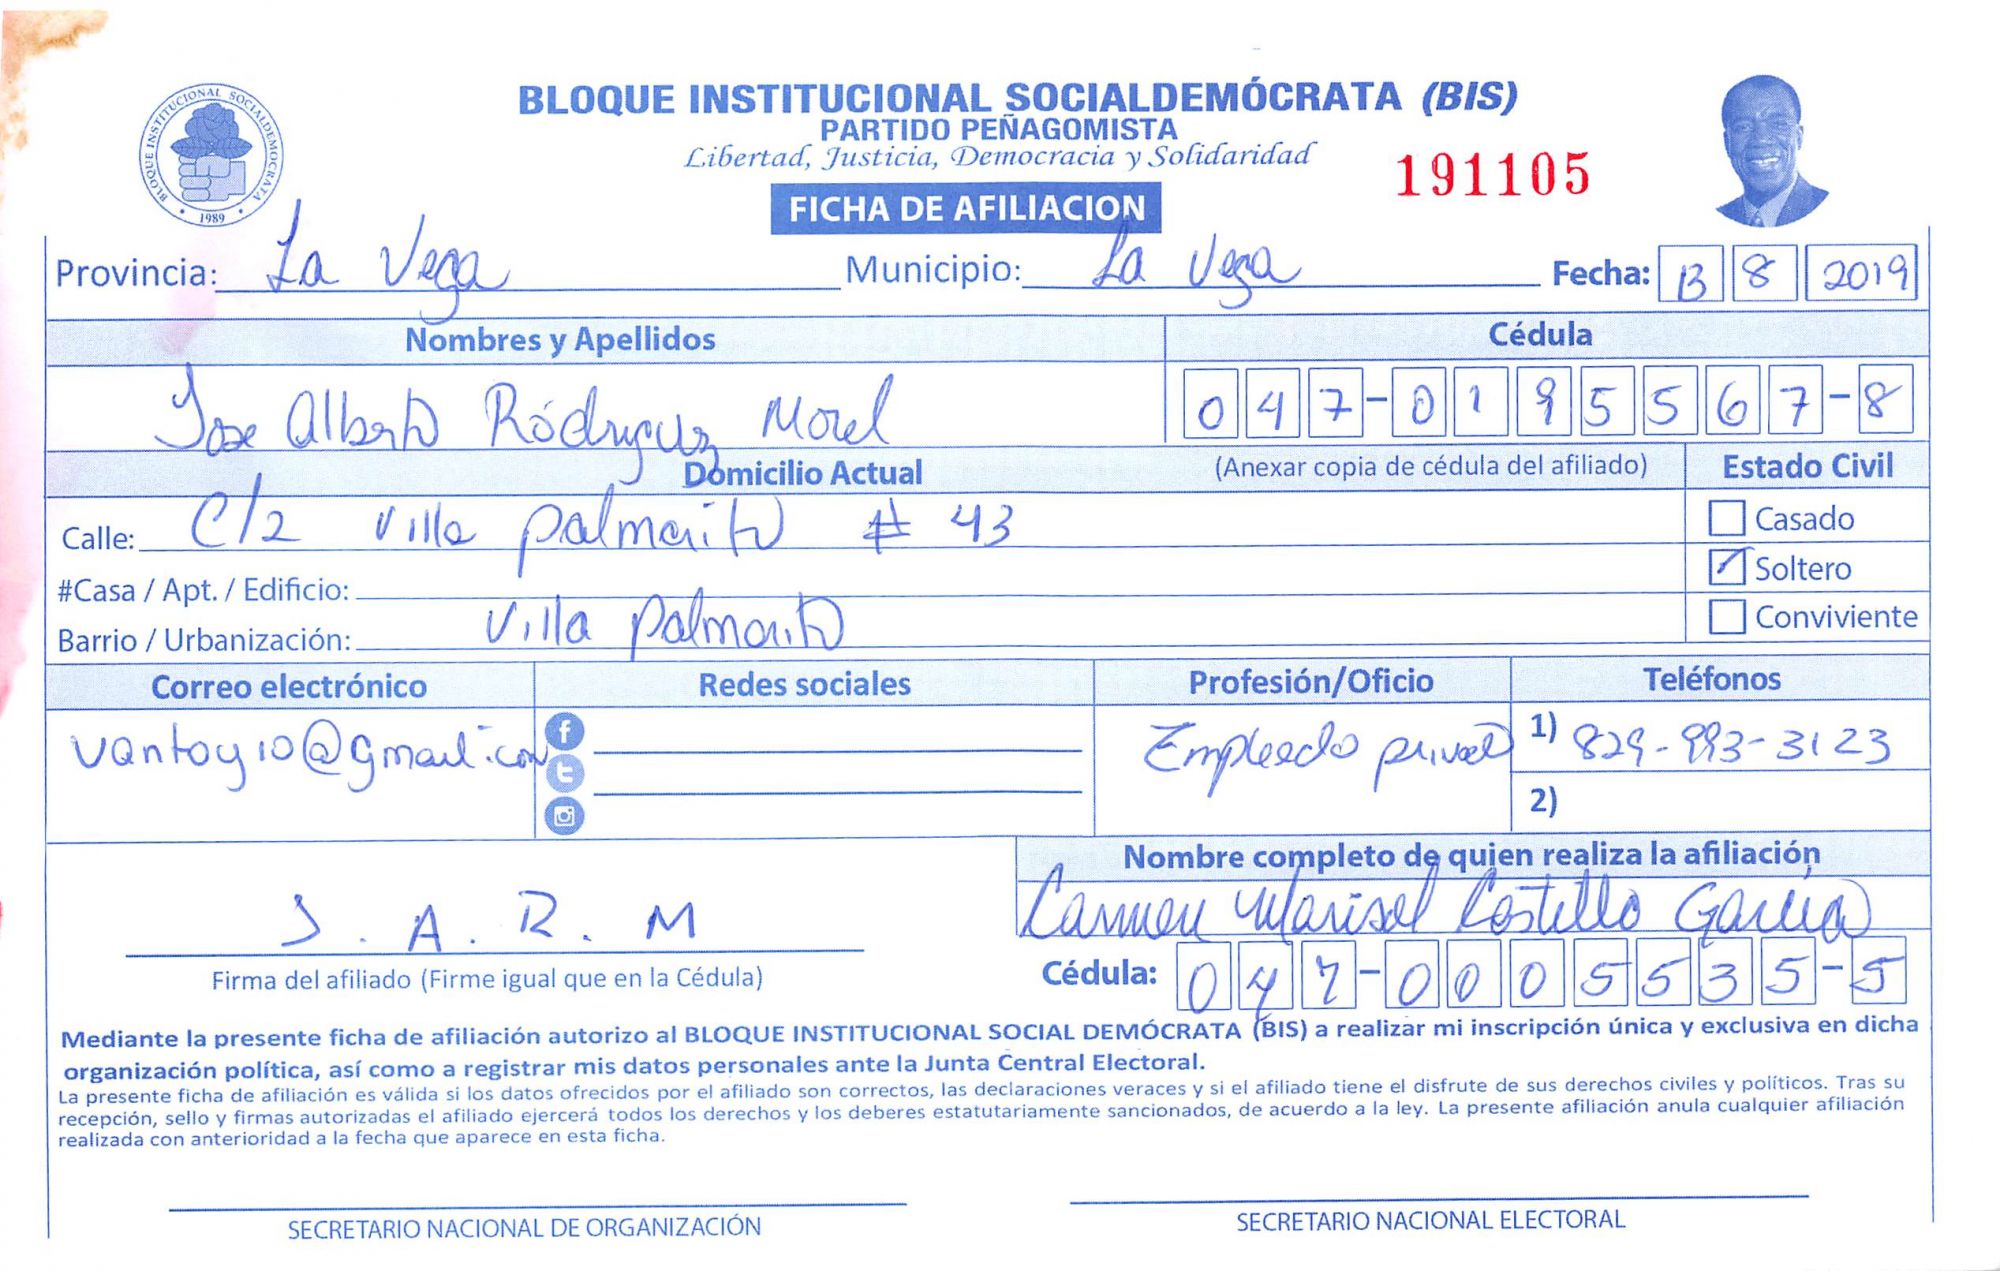 BLOQUE INSTITUCIONAL SOCIALDEMÓCRATA
1989
BLOQUE INSTITUCIONAL SOCIALDEMÓCRATA (BIS)
PARTIDO PEÑAGOMISTA
Libertad, Justicia, Democracia y Solidaridad
191105
FICHA DE AFILIACION
Provincia: La Vega Municipio: La Vega Fecha: 13 8 2019
Nombres y Apellidos Cédula
Jose Alberto Rodriguez Morel 047-0195567-8
Domicilio Actual (Anexar copia de cédula del afiliado) Estado Civil
Calle: C/2 villa palmarito # 43 Casado
#Casa / Apt. / Edificio: Soltero
Barrio / Urbanización: Villa palmarito Conviviente
Correo electrónico Redes sociales Profesión/Oficio Teléfonos
vantoy10@gmail.com Empleado privado 1) 829-993-3123
2)
Nombre completo de quien realiza la afiliación
J. A. R. M Carmen Marisol Costillo García
Firma del afiliado (Firme igual que en la Cédula) Cédula: 047-0005535-5
Mediante la presente ficha de afiliación autorizo al BLOQUE INSTITUCIONAL SOCIAL DEMÓCRATA (BIS) a realizar mi inscripción única y exclusiva en dicha
organización política, así como a registrar mis datos personales ante la Junta Central Electoral.
La presente ficha de afiliación es válida si los datos ofrecidos por el afiliado son correctos, las declaraciones veraces y si el afiliado tiene el disfrute de sus derechos civiles y políticos. Tras su
recepción, sello y firmas autorizadas el afiliado ejercerá todos los derechos y los deberes estatutariamente sancionados, de acuerdo a la ley. La presente afiliación anula cualquier afiliación
realizada con anterioridad a la fecha que aparece en esta ficha.
SECRETARIO NACIONAL DE ORGANIZACIÓN SECRETARIO NACIONAL ELECTORAL